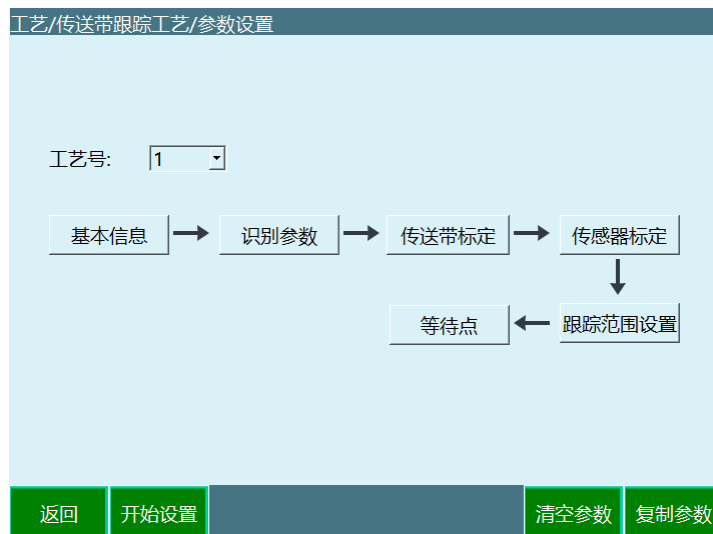 工艺/传送带跟踪工艺/参数设置
工艺号: 1
基本信息 识别参数 传送带标定 传感器标定
等待点 跟踪范围设置
返回 开始设置 清空参数 复制参数